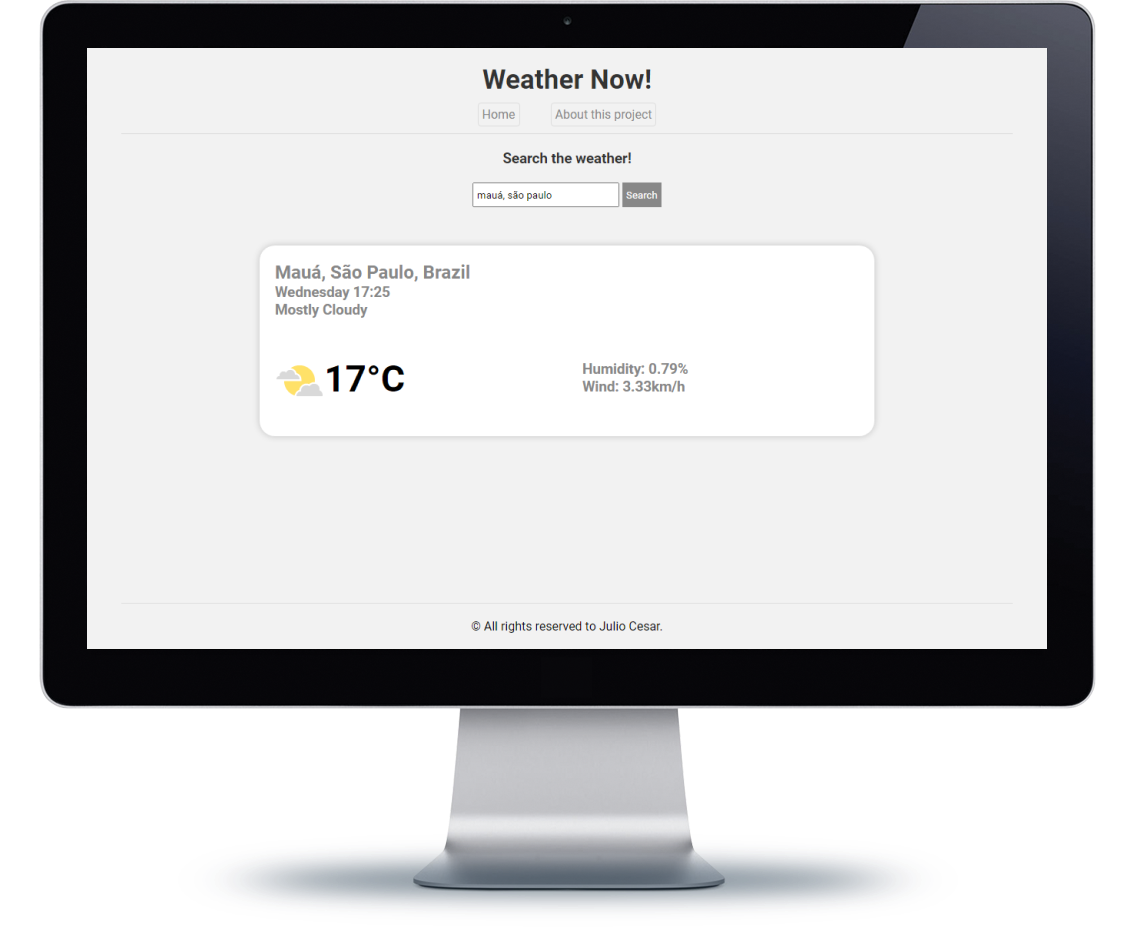 Weather Now!
Home About this project
Search the weather!
mauá, são paulo Search
Mauá, São Paulo, Brazil
Wednesday 17:25
Mostly Cloudy
17°C
Humidity: 0.79%
Wind: 3.33km/h
© All rights reserved to Julio Cesar.